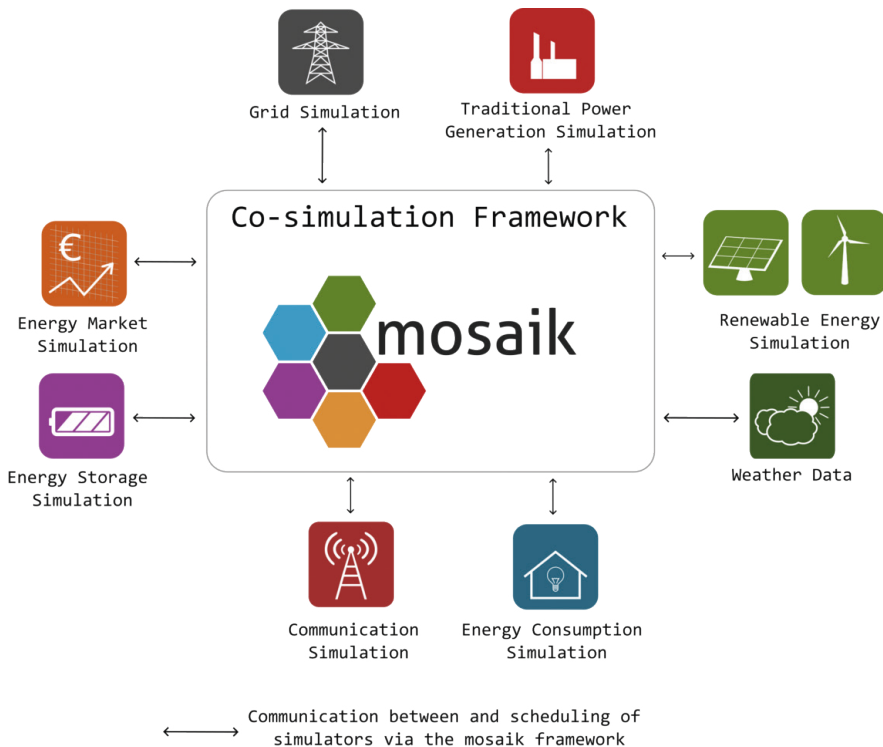 Grid Simulation
Traditional Power
Generation Simulation
Co-simulation Framework
€
mosaik
Energy Market
Simulation
Renewable Energy
Simulation
Energy Storage
Simulation
Weather Data
Communication
Simulation
Energy Consumption
Simulation
Communication between and scheduling of
simulators via the mosaik framework